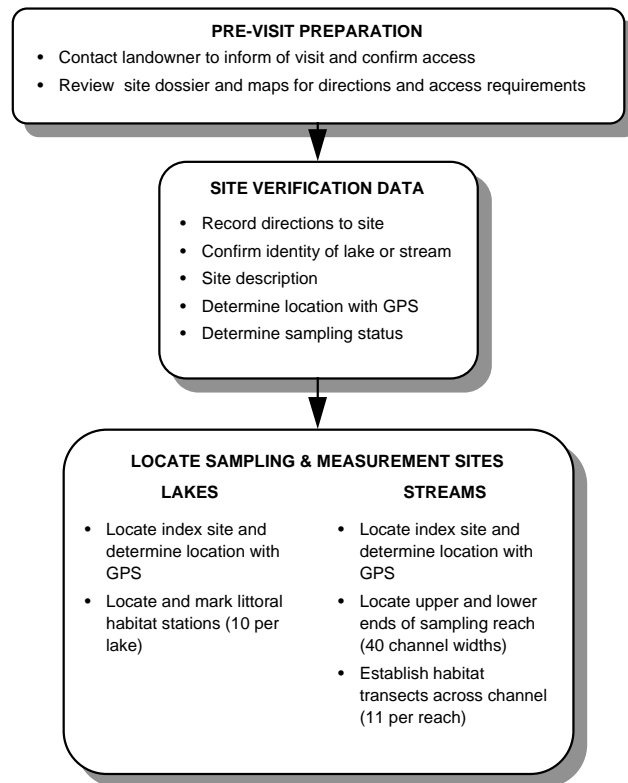 PRE-VISIT PREPARATION
• Contact landowner to inform of visit and confirm access
• Review site dossier and maps for directions and access requirements
SITE VERIFICATION DATA
• Record directions to site
• Confirm identity of lake or stream
• Site description
• Determine location with GPS
• Determine sampling status
LOCATE SAMPLING & MEASUREMENT SITES
LAKES
• Locate index site and
determine location with
GPS
• Locate and mark littoral
habitat stations (10 per
lake)
STREAMS
• Locate index site and
determine location with
GPS
• Locate upper and lower
ends of sampling reach
(40 channel widths)
• Establish habitat
transects across channel
(11 per reach)